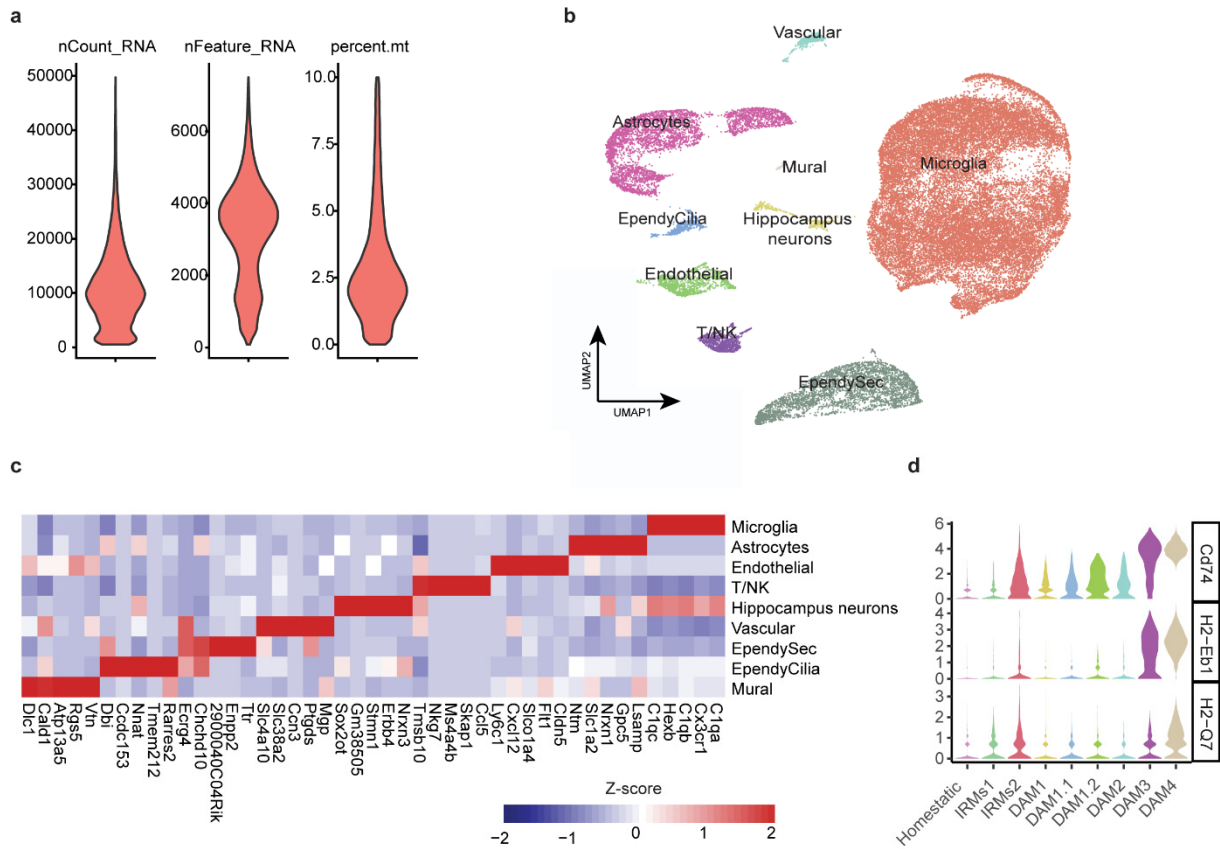 a
nCount_RNA
nFeature_RNA
percent.mt
50000
40000
30000
20000
10000
0
6000
4000
2000
0
10.0
7.5
5.0
2.5
0.0
b
Vascular
Astrocytes
Mural
Microglia
EpendyCilia
Hippocampus
neurons
Endothelial
T/NK
EpendySec
UMAP2
UMAP1
c
Microglia
Astrocytes
Endothelial
T/NK
Hippocampus neurons
Vascular
EpendySec
EpendyCilia
Mural
Dlc1
Cald1
Atp13a5
Rgs5
Vtn
Dbi
Ccdc153
Nnat
Tmem212
Rarres2
Ecrg4
Chchd10
2900040C04Rik
Enpp2
Ttr
Slc4a10
Slc38a2
Ccn3
Ptgds
Mgp
Sox2ot
Gm38505
Stmn1
Erbb4
Nrxn3
Tmsb10
Nkg7
Ms4a4b
Skap1
Ccl5
Ly6c1
Cxcl12
Slco1a4
Flt1
Cldn5
Ntm
Slc1a2
Nrxn1
Gpc5
Lsamp
C1qc
Hexb
C1qb
Cx3cr1
C1qa
Z−score
−2
−1
0
1
2
d
6
4
2
0
Cd74
4
3
2
1
0
H2−Eb1
3
2
1
0
H2−Q7
Homestatic
IRMs1
IRMs2
DAM1
DAM1.1
DAM1.2
DAM2
DAM3
DAM4